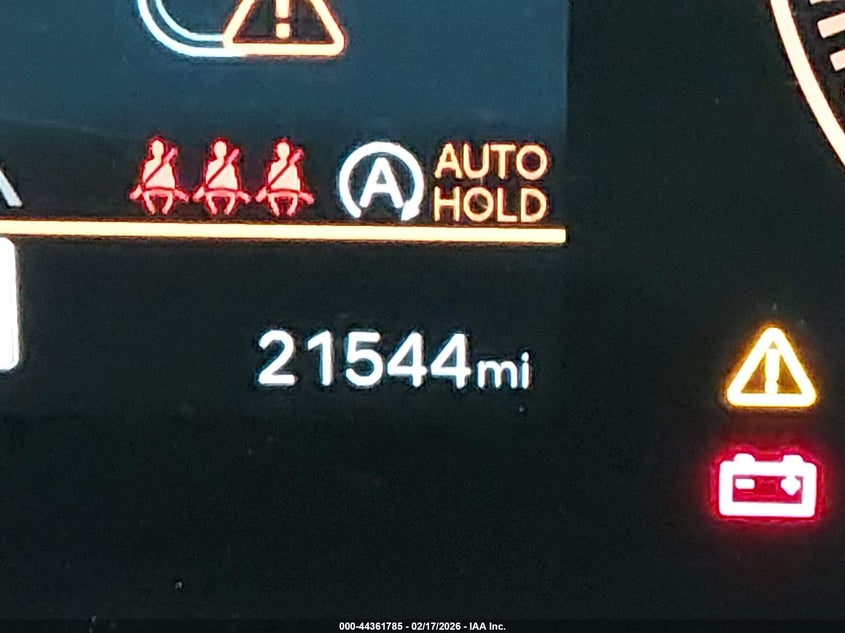 AUTO
HOLD
21544mi
000-44361785 - 02/17/2026 - IAA Inc.